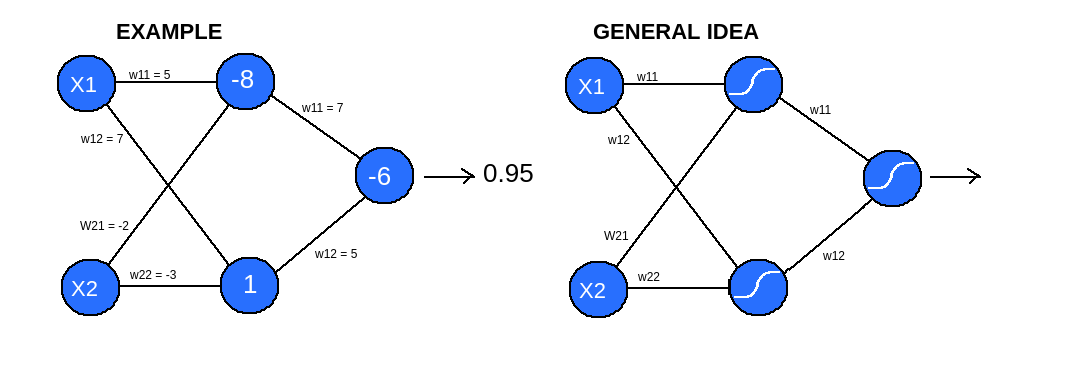 EXAMPLE
X1
w11 = 5
-8
w11 = 7
w12 = 7
-6
0.95
W21 = -2
X2
w22 = -3
1
w12 = 5
GENERAL IDEA
X1
w11
w11
w12
W21
X2
w22
w12